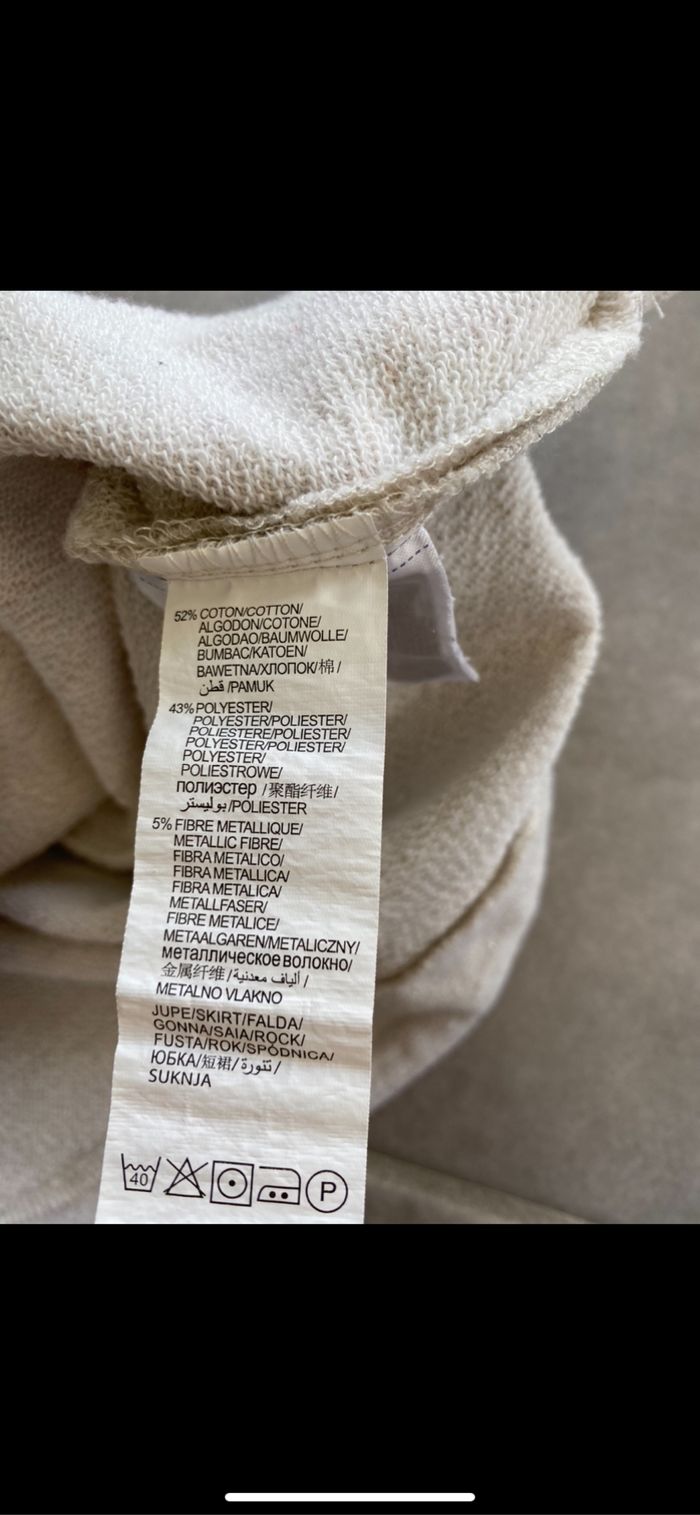 52% COTON/COTTON/
ALGODON/COTONE/
ALGODAO/BAUMWOLLE/
BUMBAC/KATOEN/
BAWETNA/ХЛОПОК/棉/
قطن/PAMUK
43% POLYESTER/
POLYESTER/POLIESTER/
POLIESTERE/POLIESTER/
POLYESTER/POLIESTER/
POLYESTER/
POLIESTROWE/
полиэстер /聚酯纤维/
بوليستر/POLIESTER
5% FIBRE METALLIQUE/
METALLIC FIBRE/
FIBRA METALICO/
FIBRA METALLICA/
FIBRA METALICA/
METALLFASER/
FIBRE METALICE/
METAALGAREN/METALICZNY/
металлическое волокно/
金属纤维/ألياف معدنية/
METALNO VLAKNO
JUPE/SKIRT/FALDA/
GONNA/SAIA/ROCK/
FUSTA/ROK/SPÓDNICA/
ЮБКА/短裙/تنورة/
SUKNJA
40 P